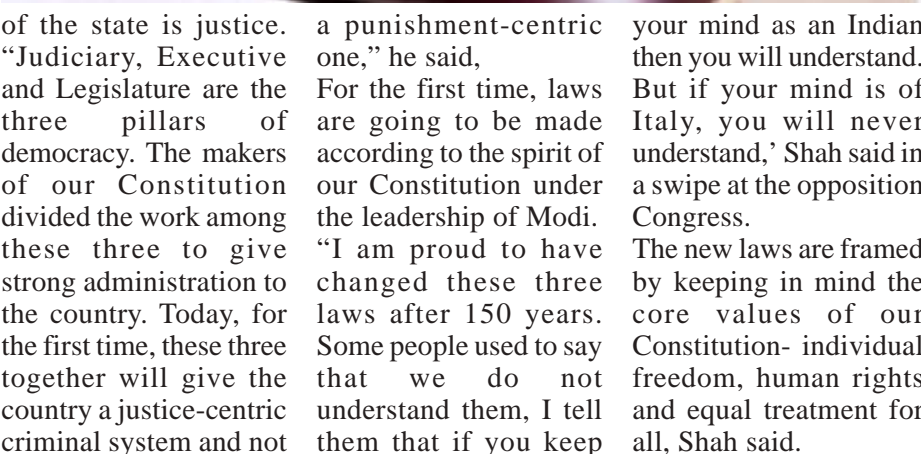 of the state is justice.
“Judiciary, Executive
and Legislature are the
three pillars of
democracy. The makers
of our Constitution
divided the work among
these three to give
strong administration to
the country. Today, for
the first time, these three
together will give the
country a justice-centric
criminal system and not
a punishment-centric
one,” he said,
For the first time, laws
are going to be made
according to the spirit of
our Constitution under
the leadership of Modi.
“I am proud to have
changed these three
laws after 150 years.
Some people used to say
that we do not
understand them, I tell
them that if you keep
your mind as an Indian
then you will understand.
But if your mind is of
Italy, you will never
understand,’ Shah said in
a swipe at the opposition
Congress.
The new laws are framed
by keeping in mind the
core values of our
Constitution- individual
freedom, human rights
and equal treatment for
all, Shah said.